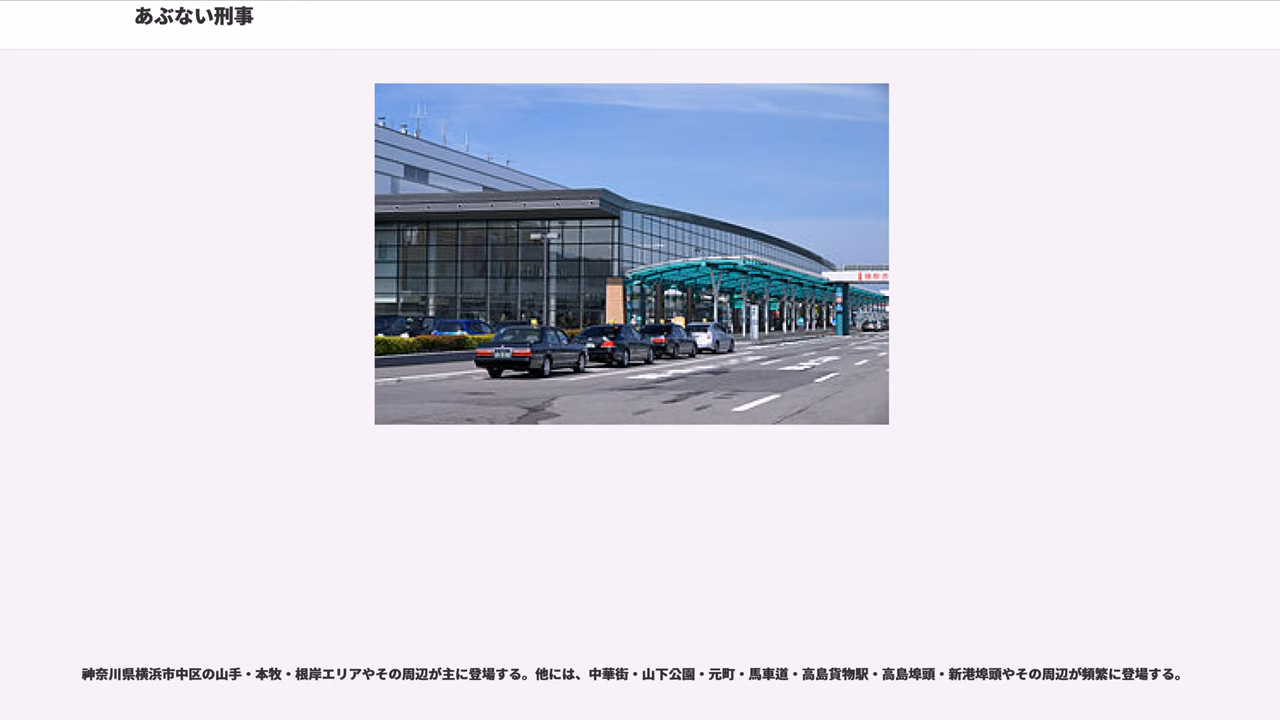 あぶない刑事
神奈川県横浜市中区の山手・本牧・根岸エリアやその周辺が主に登場する。他には、中華街・山下公園・元町・馬車道・高島貨物駅・高島埠頭・新港埠頭やその周辺が頻繁に登場する。